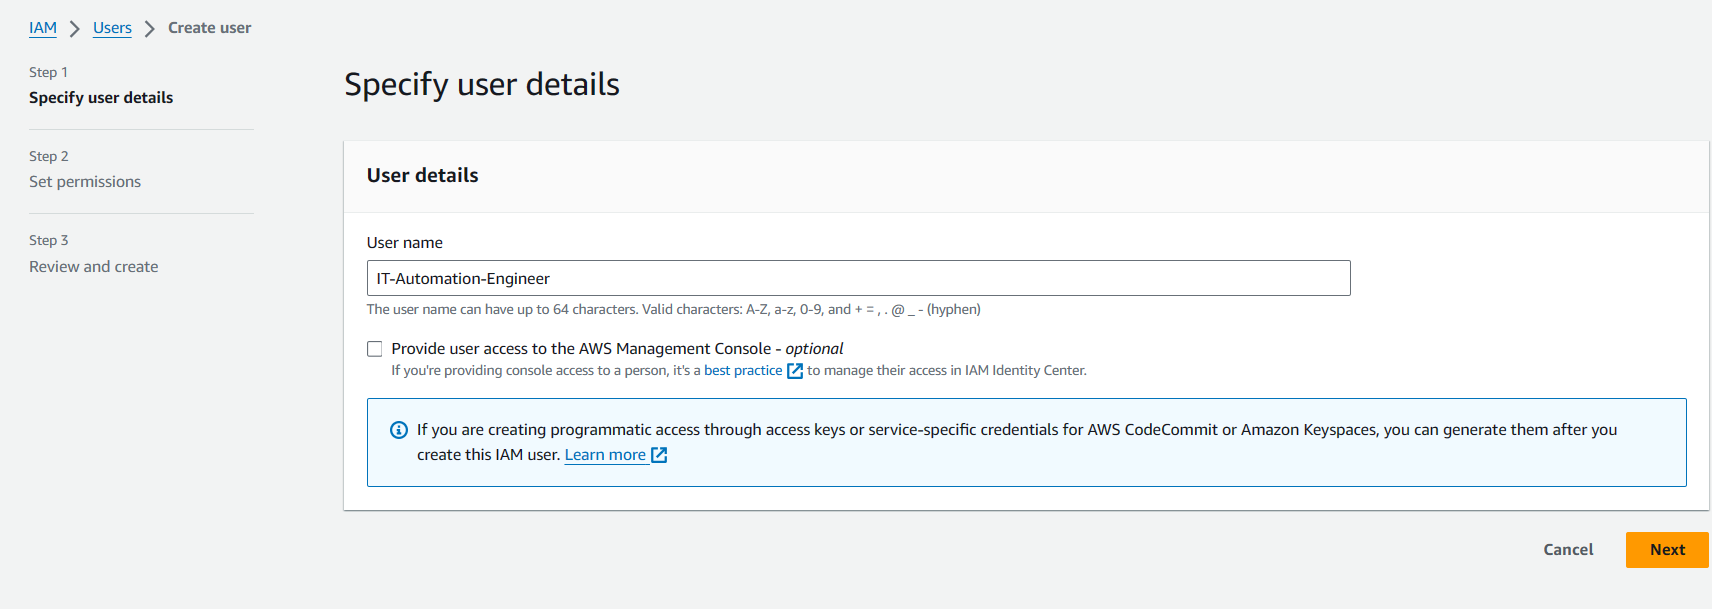 IAM > Users > Create user
Step 1
Specify user details
Step 2
Set permissions
Step 3
Review and create
Specify user details
User details
User name
IT-Automation-Engineer
The user name can have up to 64 characters. Valid characters: A-Z, a-z, 0-9, and + = , . @ _ - (hyphen)
Provide user access to the AWS Management Console - optional
If you're providing console access to a person, it's a best practice to manage their access in IAM Identity Center.
If you are creating programmatic access through access keys or service-specific credentials for AWS CodeCommit or Amazon Keyspaces, you can generate them after you
create this IAM user. Learn more
Cancel Next